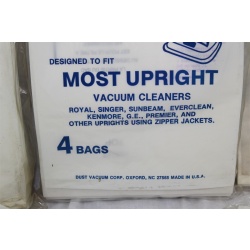 DESIGNED TO FIT
MOST UPRIGHT
VACUUM CLEANERS
ROYAL, SINGER, SUNBEAM, EVERCLEAN,
KENMORE, G.E., PREMIER, AND
OTHER UPRIGHTS USING ZIPPER JACKETS.
4 BAGS
DUST VACUUM CORP. OXFORD, NC 27565 MADE IN U.S.A.